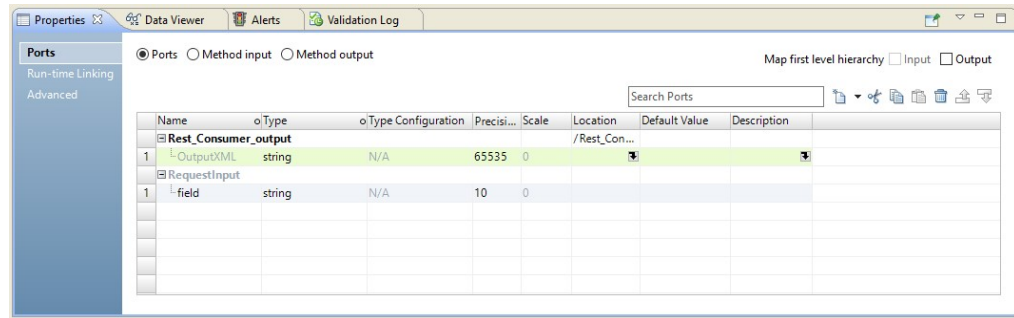 Properties Data Viewer Alerts Validation Log
Ports
Run-time Linking
Advanced
Ports Method input Method output
Map first level hierarchy Input Output
Search Ports
Name Type Type Configuration Precisi... Scale Location Default Value Description
Rest_Consumer_output /Rest_Con...
1 OutputXML string N/A 65535 0
RequestInput
1 field string N/A 10 0